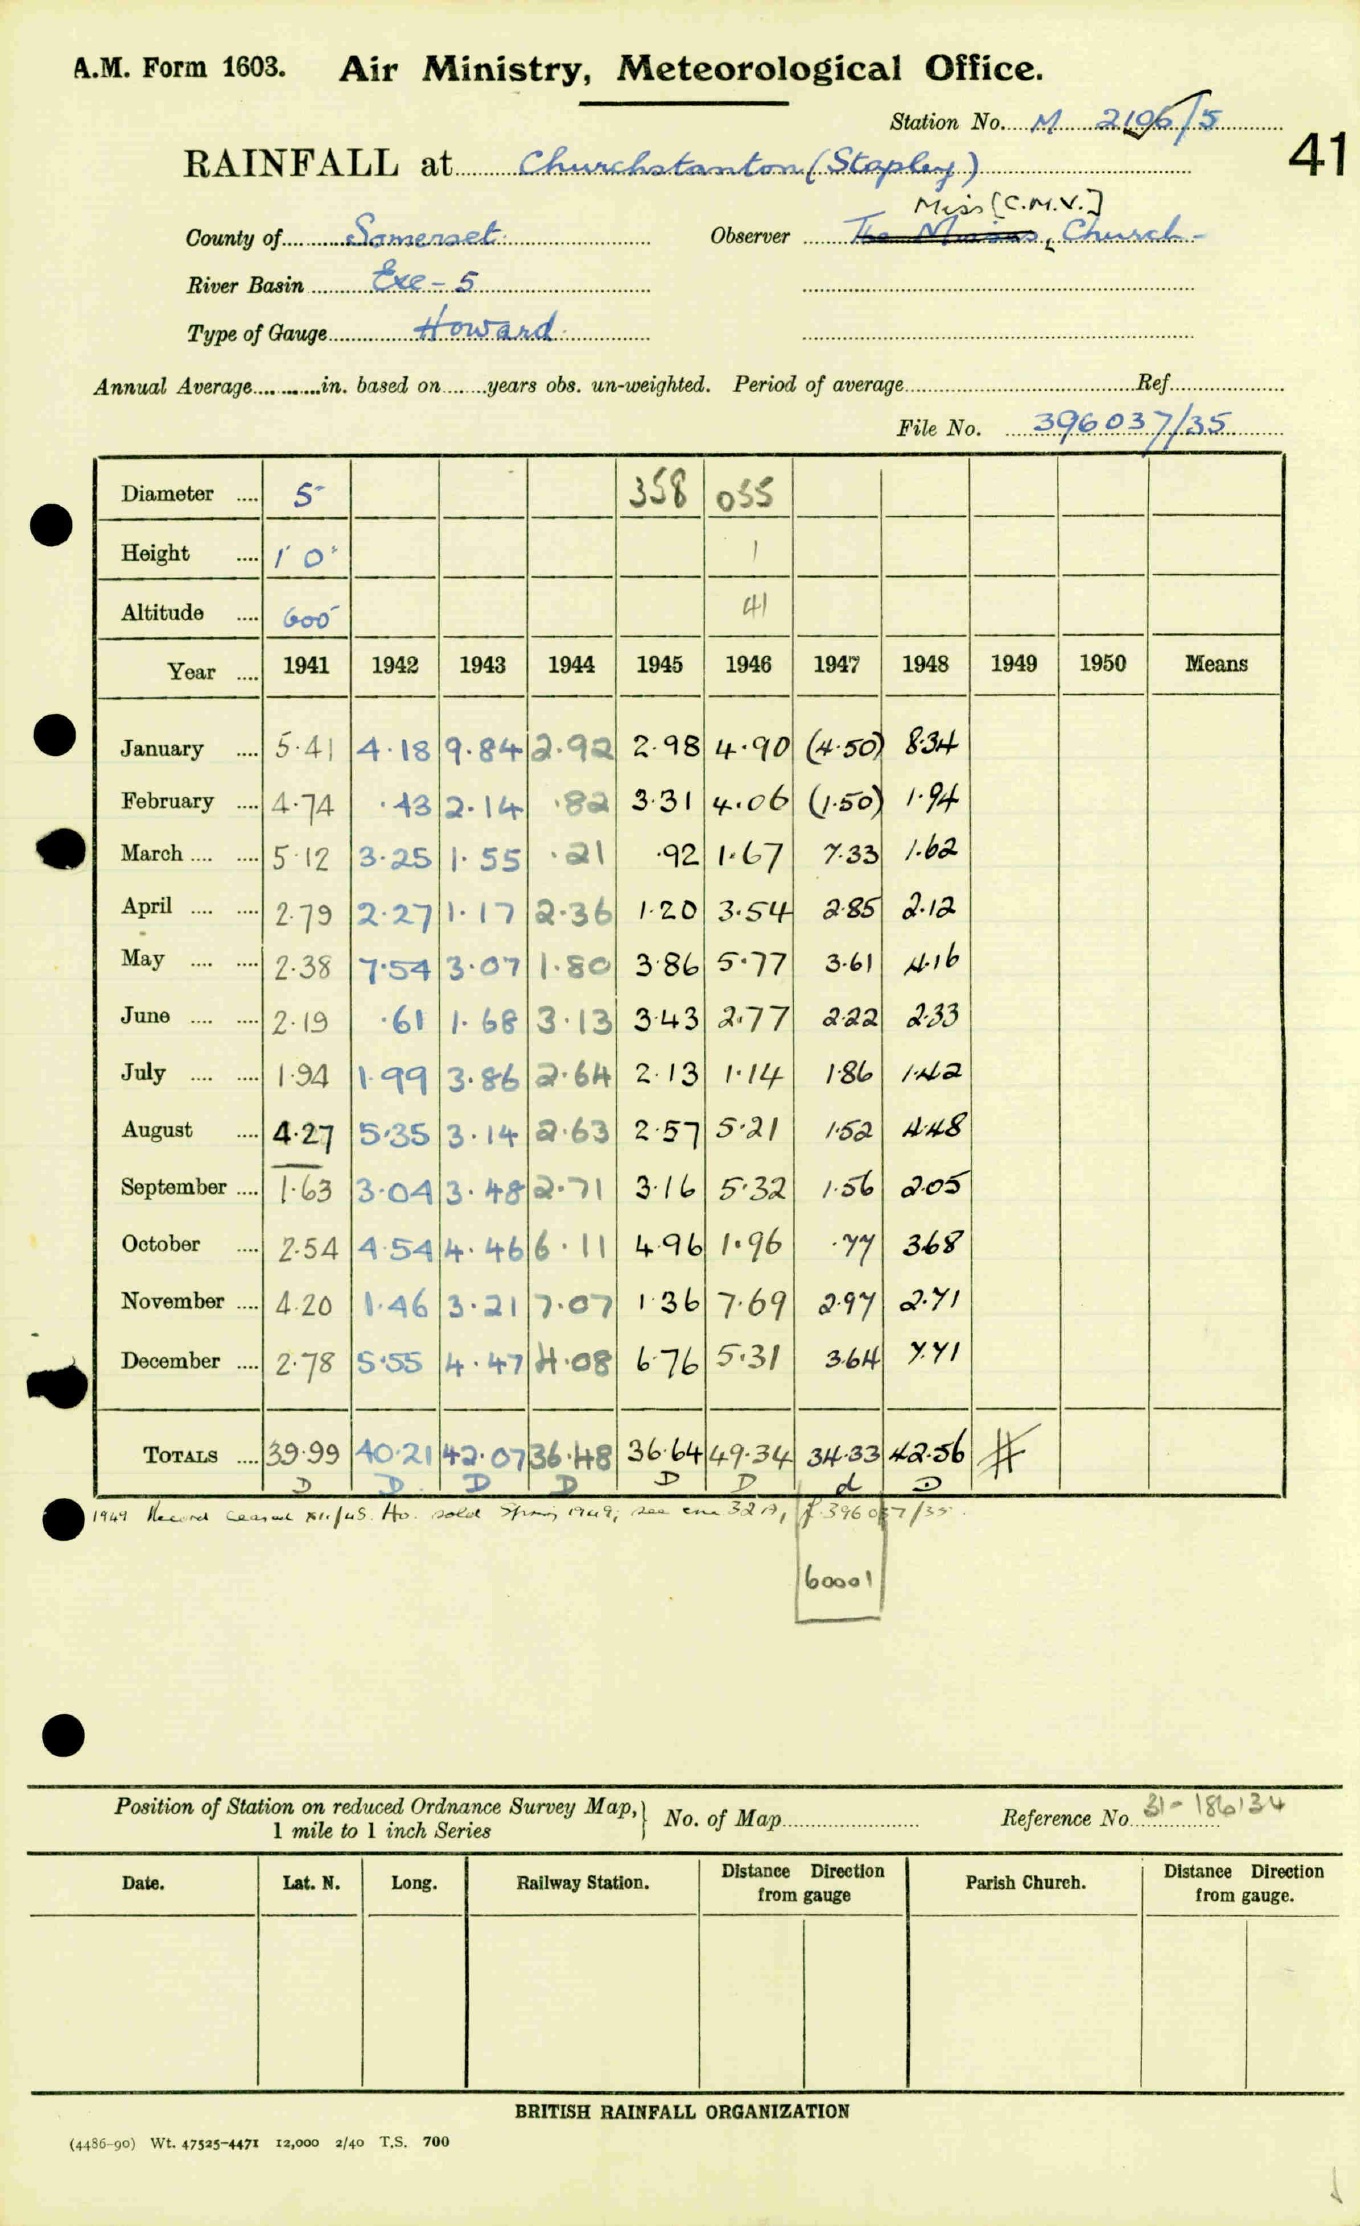 A.M. Form 1603. Air Ministry, Meteorological Office.
Station No. M 2106/5
41
RAINFALL at Churchstanton (Stapley)
Miss [C.M.V.]
County of Somerset. Observer The Misses, Church-
River Basin Exe - 5
Type of Gauge Howard.
Annual Average in. based on years obs. un-weighted. Period of average Ref.
File No. 396037/35
Diameter 5" 358 055
Height 1' 0" 1
Altitude 600' 41
Year 1941 1942 1943 1944 1945 1946 1947 1948 1949 1950 Means
January 5.41 4.18 9.84 2.92 2.98 4.90 (4.50) 8.34
February 4.74 .43 2.14 .82 3.31 4.06 (1.50) 1.94
March 5.12 3.25 1.55 .21 .92 1.67 7.33 1.62
April 2.79 2.27 1.17 2.36 1.20 3.54 2.85 2.12
May 2.38 7.54 3.07 1.80 3.86 5.77 3.61 4.16
June 2.19 .61 1.68 3.13 3.43 2.77 2.22 2.33
July 1.94 1.99 3.86 2.64 2.13 1.14 1.86 1.42
August 4.27 5.35 3.14 2.63 2.57 5.21 1.52 4.48
September 1.63 3.04 3.48 2.71 3.16 5.32 1.56 2.05
October 2.54 4.54 4.46 6.11 4.96 1.96 .77 3.68
November 4.20 1.46 3.21 7.07 1.36 7.69 2.97 2.71
December 2.78 5.55 4.47 4.08 6.76 5.31 3.64 7.71
TOTALS 39.99 40.21 42.07 36.48 36.64 49.34 34.33 42.56
D D D D D D d D
1949 Record ceased XII/48. Ho. sold Spring 1949, see 32A, f. 396037/35.
60001
Position of Station on reduced Ordnance Survey Map,
1 mile to 1 inch Series
No. of Map Reference No. 31-186134
Date. Lat. N. Long. Railway Station. Distance from gauge Direction Parish Church. Distance Direction from gauge.
BRITISH RAINFALL ORGANIZATION
(4486-90) Wt. 47525-4471 12,000 2/40 T.S. 700